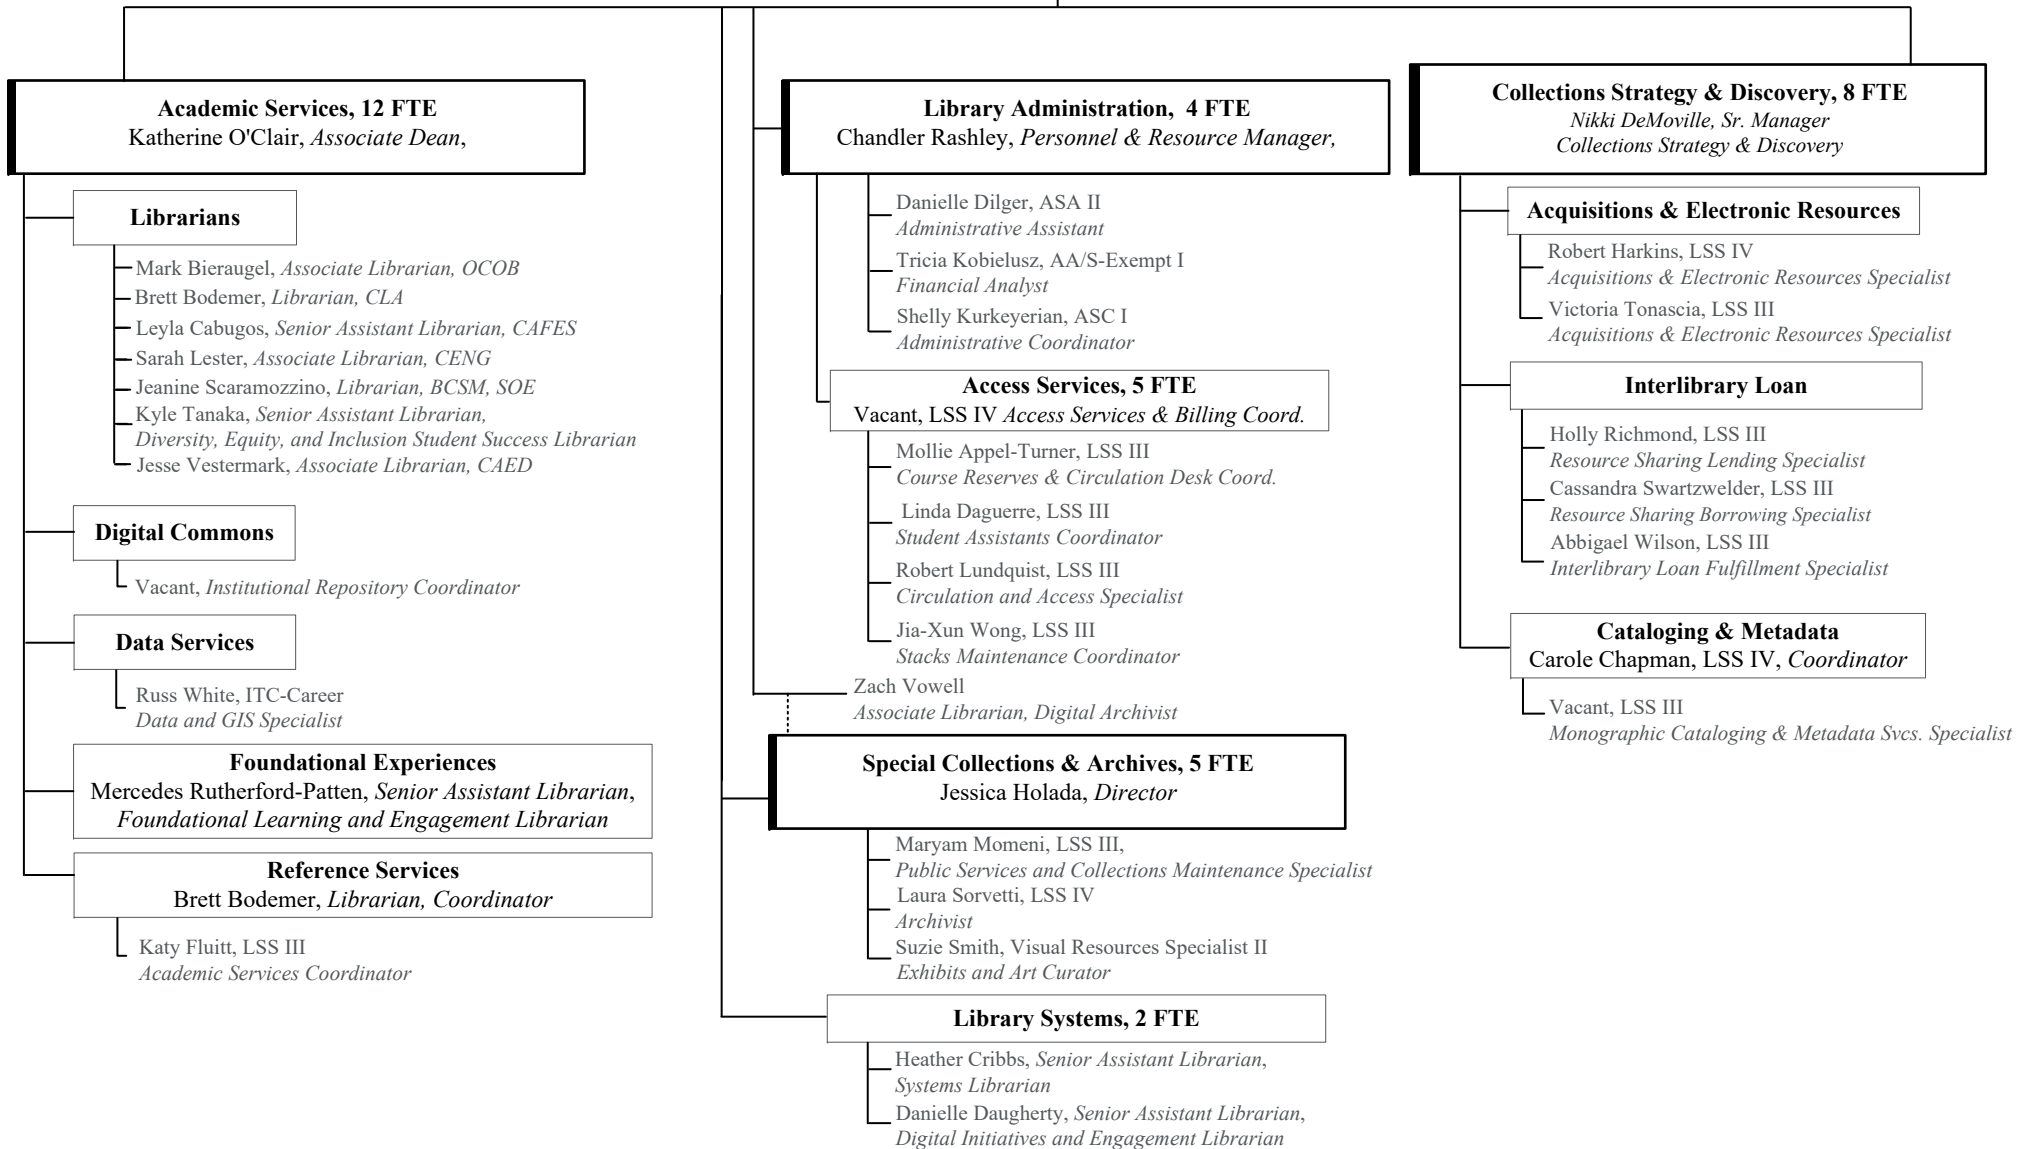 Academic Services, 12 FTE
Katherine O'Clair, Associate Dean,
Librarians
Mark Bieraugel, Associate Librarian, OCOB
Brett Bodemer, Librarian, CLA
Leyla Cabugos, Senior Assistant Librarian, CAFES
Sarah Lester, Associate Librarian, CENG
Jeanine Scaramozzino, Librarian, BCSM, SOE
Kyle Tanaka, Senior Assistant Librarian,
Diversity, Equity, and Inclusion Student Success Librarian
Jesse Vestermark, Associate Librarian, CAED
Digital Commons
Vacant, Institutional Repository Coordinator
Data Services
Russ White, ITC-Career
Data and GIS Specialist
Foundational Experiences
Mercedes Rutherford-Patten, Senior Assistant Librarian,
Foundational Learning and Engagement Librarian
Reference Services
Brett Bodemer, Librarian, Coordinator
Katy Fluitt, LSS III
Academic Services Coordinator
Library Administration, 4 FTE
Chandler Rashley, Personnel & Resource Manager,
Danielle Dilger, ASA II
Administrative Assistant
Tricia Kobielusz, AA/S-Exempt I
Financial Analyst
Shelly Kurkeyerian, ASC I
Administrative Coordinator
Access Services, 5 FTE
Vacant, LSS IV Access Services & Billing Coord.
Mollie Appel-Turner, LSS III
Course Reserves & Circulation Desk Coord.
Linda Daguerre, LSS III
Student Assistants Coordinator
Robert Lundquist, LSS III
Circulation and Access Specialist
Jia-Xun Wong, LSS III
Stacks Maintenance Coordinator
Zach Vowell
Associate Librarian, Digital Archivist
Special Collections & Archives, 5 FTE
Jessica Holada, Director
Maryam Momeni, LSS III,
Public Services and Collections Maintenance Specialist
Laura Sorvetti, LSS IV
Archivist
Suzie Smith, Visual Resources Specialist II
Exhibits and Art Curator
Library Systems, 2 FTE
Heather Cribbs, Senior Assistant Librarian,
Systems Librarian
Danielle Daugherty, Senior Assistant Librarian,
Digital Initiatives and Engagement Librarian
Collections Strategy & Discovery, 8 FTE
Nikki DeMoville, Sr. Manager
Collections Strategy & Discovery
Acquisitions & Electronic Resources
Robert Harkins, LSS IV
Acquisitions & Electronic Resources Specialist
Victoria Tonascia, LSS III
Acquisitions & Electronic Resources Specialist
Interlibrary Loan
Holly Richmond, LSS III
Resource Sharing Lending Specialist
Cassandra Swartzwelder, LSS III
Resource Sharing Borrowing Specialist
Abbigael Wilson, LSS III
Interlibrary Loan Fulfillment Specialist
Cataloging & Metadata
Carole Chapman, LSS IV, Coordinator
Vacant, LSS III
Monographic Cataloging & Metadata Svcs. Specialist